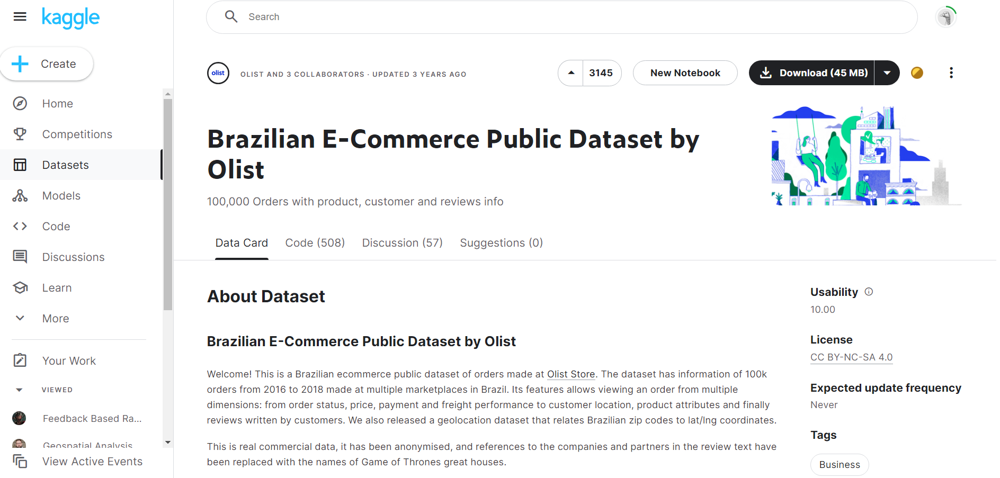 kaggle
Search
Create
Home
Competitions
Datasets
Models
Code
Discussions
Learn
More
Your Work
VIEWED
Feedback Based Ra...
Geospatial Analysis
View Active Events
olist
OLIST AND 3 COLLABORATORS · UPDATED 3 YEARS AGO
3145
New Notebook
Download (45 MB)
Brazilian E-Commerce Public Dataset by
Olist
100,000 Orders with product, customer and reviews info
Data Card
Code (508)
Discussion (57)
Suggestions (0)
About Dataset
Brazilian E-Commerce Public Dataset by Olist
Welcome! This is a Brazilian ecommerce public dataset of orders made at Olist Store. The dataset has information of 100k
orders from 2016 to 2018 made at multiple marketplaces in Brazil. Its features allows viewing an order from multiple
dimensions: from order status, price, payment and freight performance to customer location, product attributes and finally
reviews written by customers. We also released a geolocation dataset that relates Brazilian zip codes to lat/lng coordinates.
This is real commercial data, it has been anonymised, and references to the companies and partners in the review text have
been replaced with the names of Game of Thrones great houses.
Usability
10.00
License
CC BY-NC-SA 4.0
Expected update frequency
Never
Tags
Business